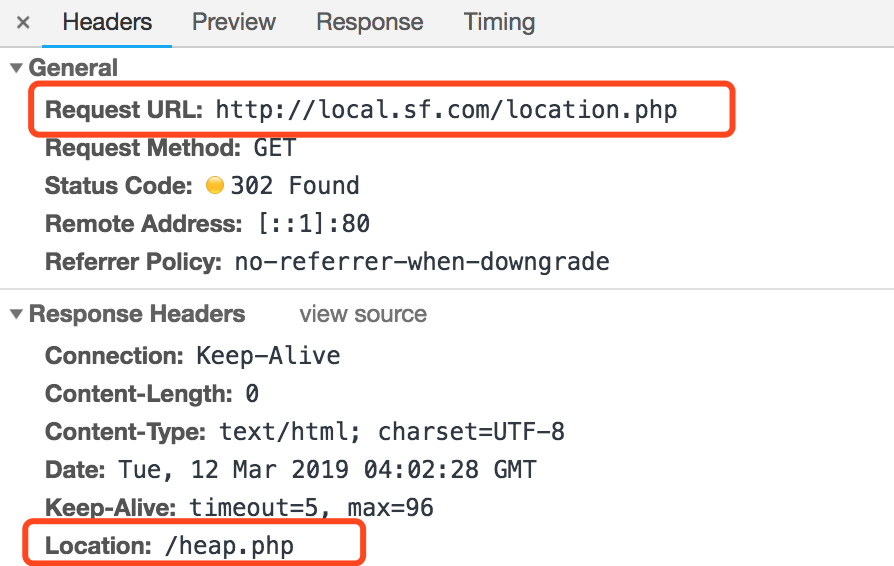 × Headers Preview Response Timing
▼ General
Request URL: http://local.sf.com/location.php
Request Method: GET
Status Code: 302 Found
Remote Address: [::1]:80
Referrer Policy: no-referrer-when-downgrade
▼ Response Headers view source
Connection: Keep-Alive
Content-Length: 0
Content-Type: text/html; charset=UTF-8
Date: Tue, 12 Mar 2019 04:02:28 GMT
Keep-Alive: timeout=5, max=96
Location: /heap.php